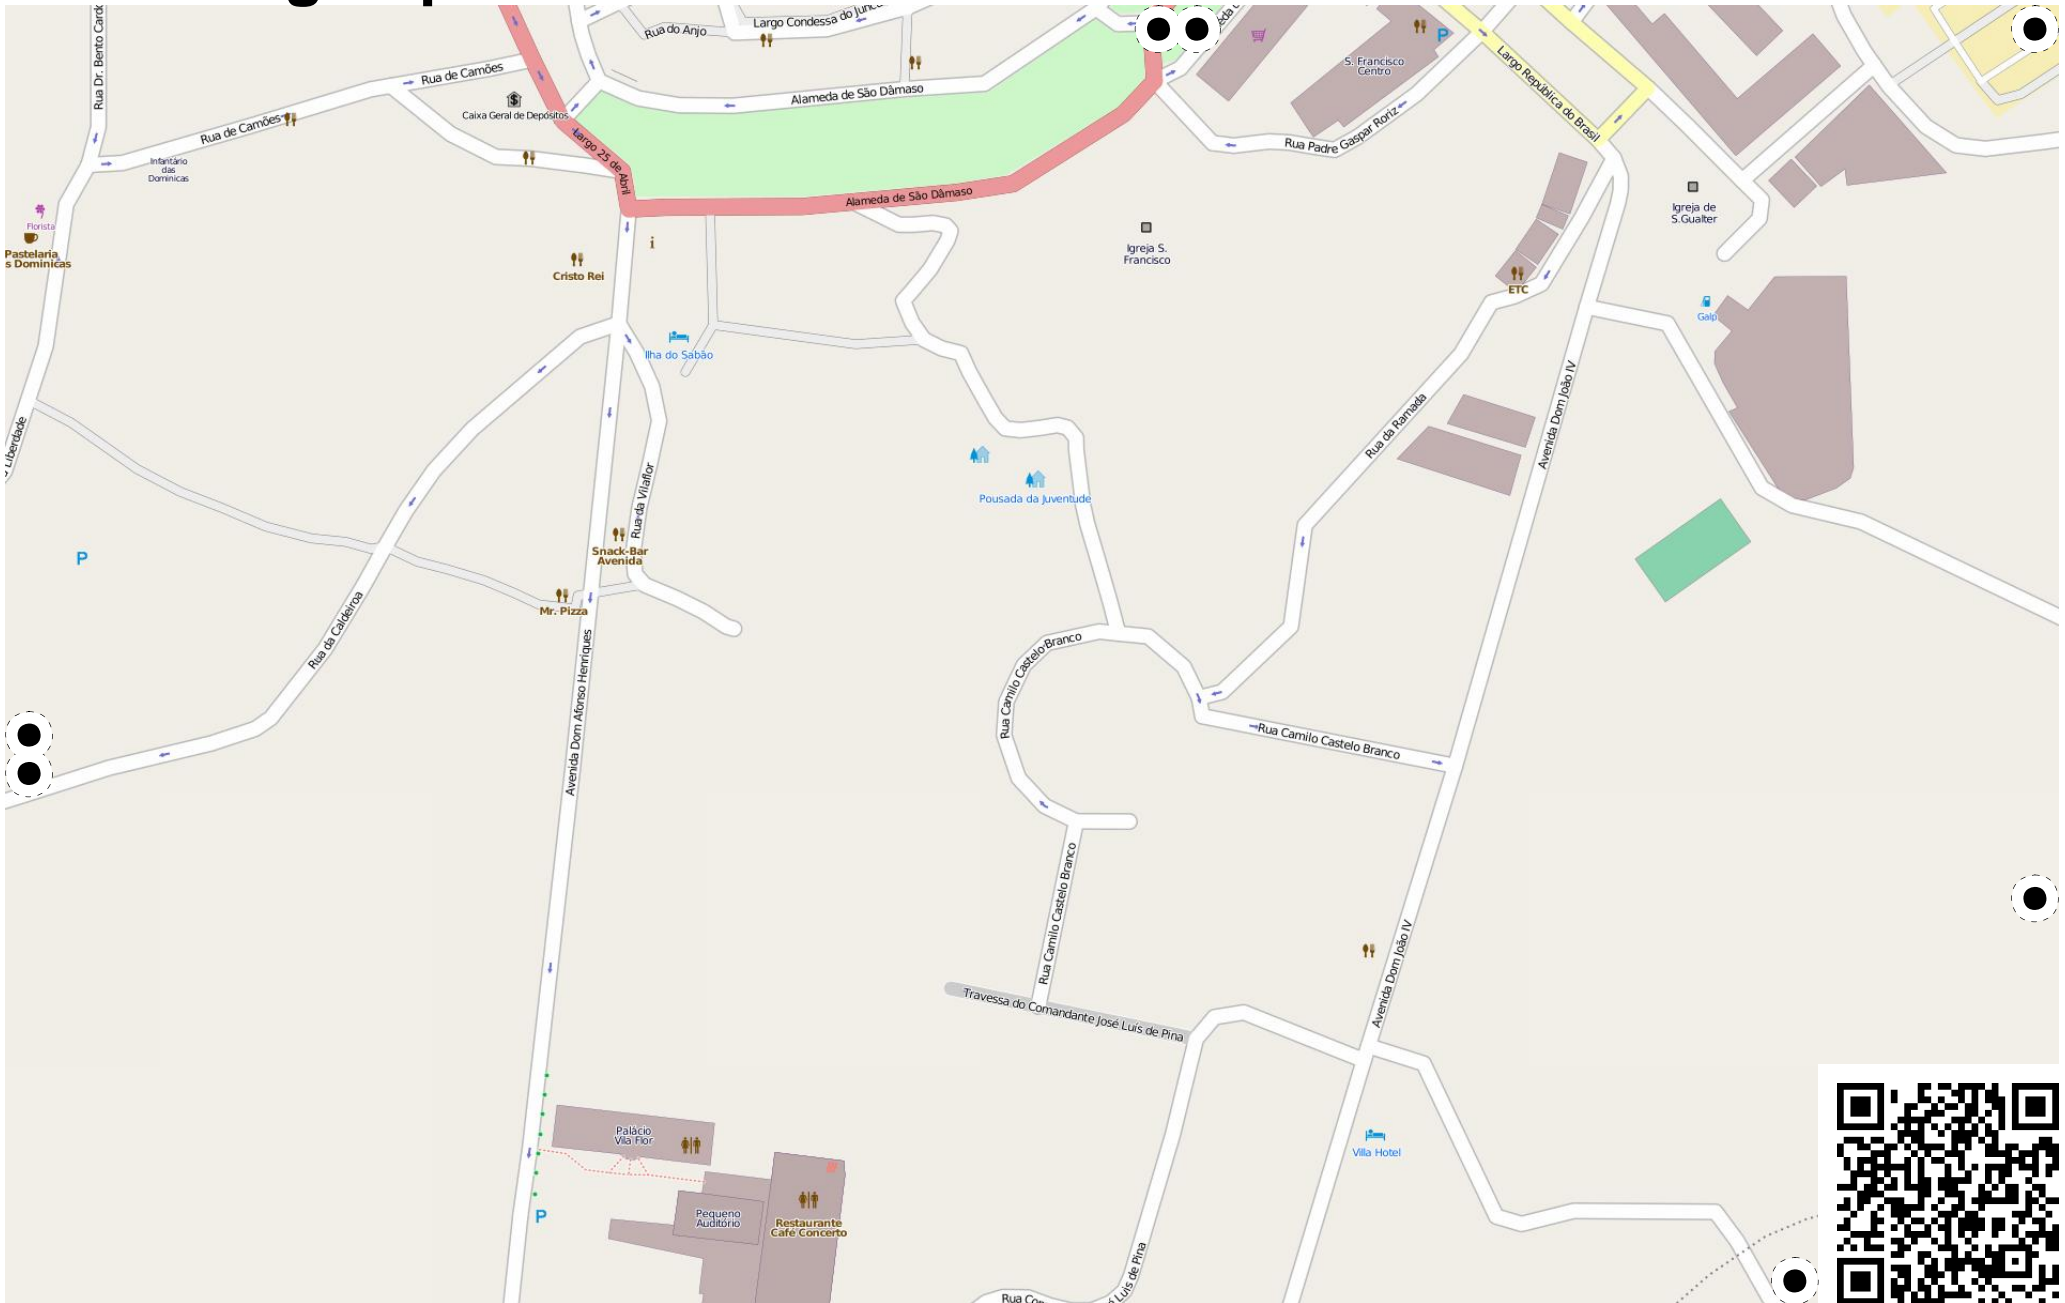 Rua Dr. Bento Cardo
Rua do Anjo
Largo Condessa do Junca
Rua de Camões
Caixa Geral de Depósitos
Alameda de São Dâmaso
S. Francisco
Centro
Largo República do Brasil
Rua de Camões
Largo 25 de Abril
Rua Padre Gaspar Roriz
P
Infantário
das
Dominicas
Alameda de São Dâmaso
Florista
Pastelaria
s Dominicas
Igreja de
S.Gualter
Igreja S.
Francisco
i
Cristo Rei
ETC
Galp
Ilha do Sabão
Liberdade
Rua da Ramada
Avenida Dom João IV
Rua da Vilaflor
Pousada da Juventude
P
Snack-Bar
Avenida
Mr. Pizza
Rua da Caldeiroa
Avenida Dom Afonso Henriques
Rua Camilo Castelo Branco
Rua Camilo Castelo Branco
Rua Camilo Castelo Branco
Avenida Dom João IV
Travessa do Comandante José Luís de Pina
Palácio
Vila Flor
Villa Hotel
P
Pequeno
Auditório
Restaurante
Café Concerto
Rua Con
é Luís de Pina